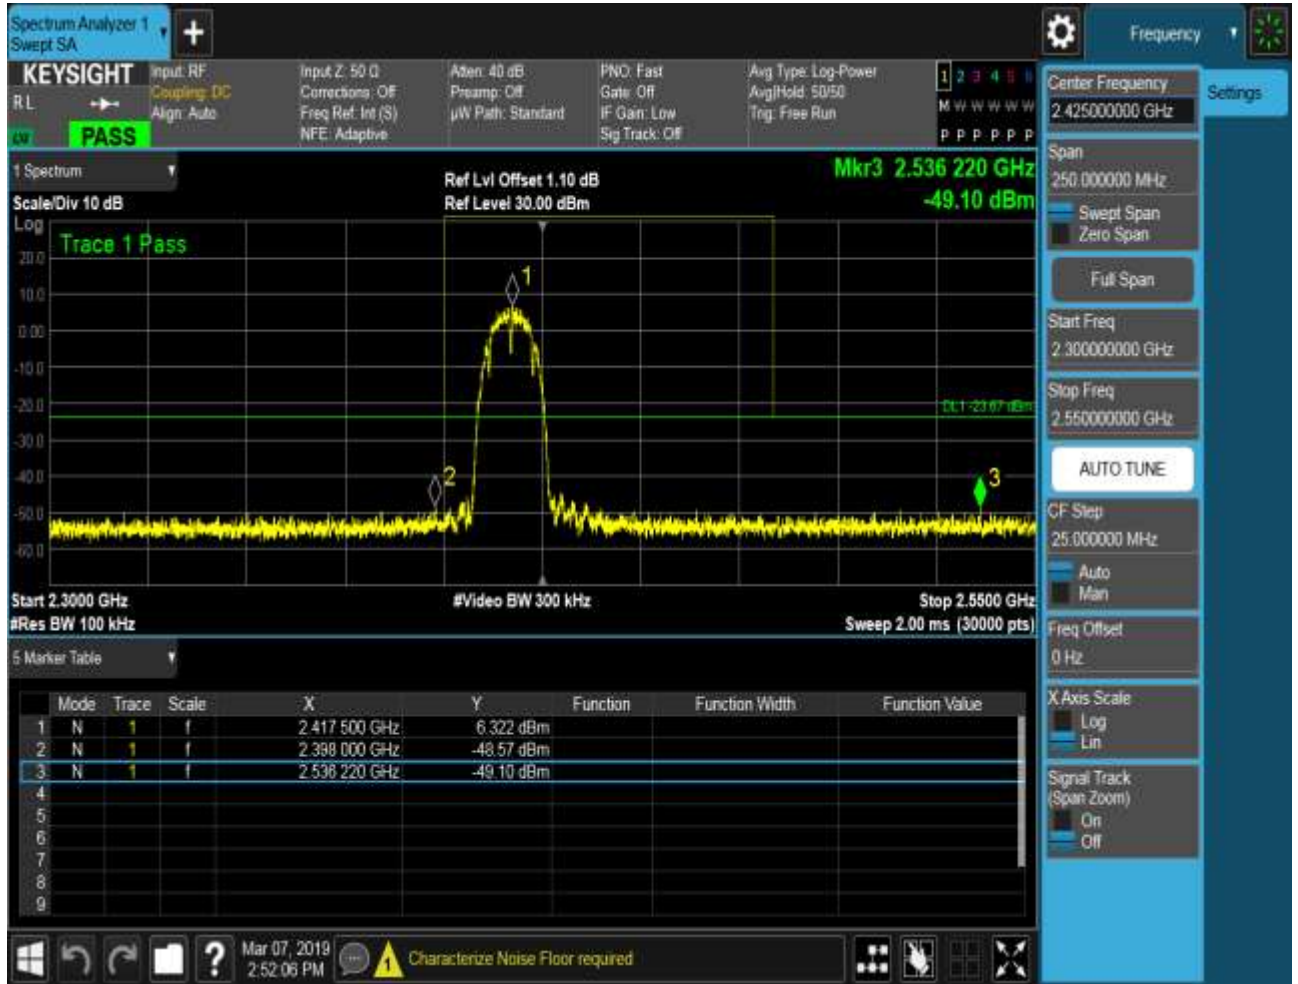 Spectrum Analyzer 1
Swept SA
+
Frequency
KEYSIGHT
RL
PASS
Input: RF
Coupling: DC
Align: Auto
Input Z: 50 Ω
Corrections: Off
Freq Ref: Int (S)
NFE: Adaptive
Atten: 40 dB
Preamp: Off
µW Path: Standard
PNO: Fast
Gate: Off
IF Gain: Low
Sig Track: Off
Avg Type: Log-Power
Avg|Hold: 50/50
Trig: Free Run
1 2 3 4 5 6
M W W W W W
P P P P P P
1 Spectrum
Scale/Div 10 dB
Ref Lvl Offset 1.10 dB
Ref Level 30.00 dBm
Mkr3 2.536 220 GHz
-49.10 dBm
Log
Trace 1 Pass
20.0
10.0
0.00
-10.0
-20.0
-30.0
-40.0
-50.0
-60.0
1
2
3
DL1 -23.67 dBm
Start 2.3000 GHz
#Res BW 100 kHz
#Video BW 300 kHz
Stop 2.5500 GHz
Sweep 2.00 ms (30000 pts)
5 Marker Table
Mode Trace Scale X Y Function Function Width Function Value
1 N 1 f 2.417 500 GHz 6.322 dBm
2 N 1 f 2.398 000 GHz -48.57 dBm
3 N 1 f 2.536 220 GHz -49.10 dBm
4
5
6
7
8
9
?
Mar 07, 2019
2:52:06 PM
1
Characterize Noise Floor required
Center Frequency
2.425000000 GHz
Span
250.000000 MHz
Swept Span
Zero Span
Full Span
Start Freq
2.300000000 GHz
Stop Freq
2.550000000 GHz
AUTO TUNE
CF Step
25.000000 MHz
Auto
Man
Freq Offset
0 Hz
X Axis Scale
Log
Lin
Signal Track
(Span Zoom)
On
Off
Settings